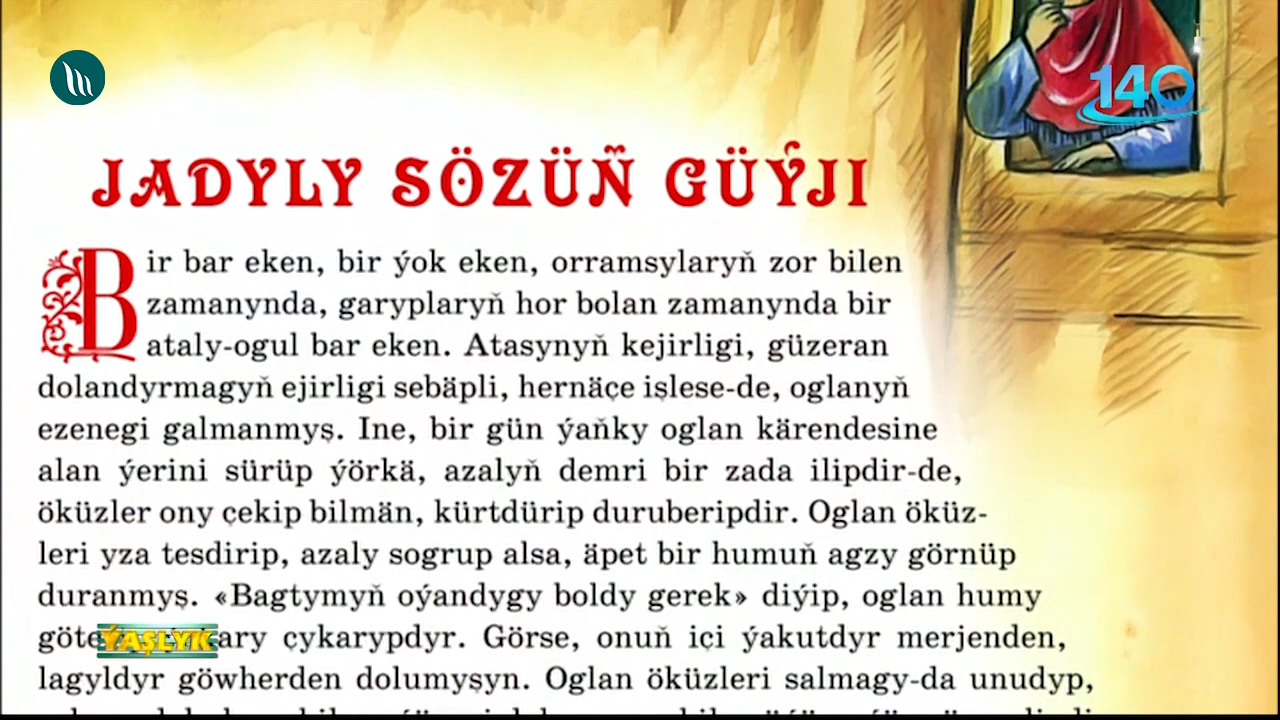 140
JADYLY SÖZÜŇ GÜÝJI
Bir bar eken, bir ýok eken, orramsylaryň zor bilen
zamanynda, garyplaryň hor bolan zamanynda bir
ataly-ogul bar eken. Atasynyň kejirligi, güzeran
dolandyrmagyň ejirligi sebäpli, hernäçe işlese-de, oglanyň
ezenegi galmanmyş. Ine, bir gün ýaňky oglan kärendesine
alan ýerini sürüp ýörkä, azalyň demri bir zada ilipdir-de,
öküzler ony çekip bilmän, kürtdürip duruberipdir. Oglan öküz-
leri yza tesdirip, azaly sogrup alsa, äpet bir humuň agzy görnüp
duranmyş. «Bagtymyň oýandygy boldy gerek» diýip, oglan humy
çykarypdyr. Görse, onuň içi ýakutdyr merjenden,
ÝAŞLYK
lagyldyr göwherden dolumyşyn. Oglan öküzleri salmagy-da unudyp,